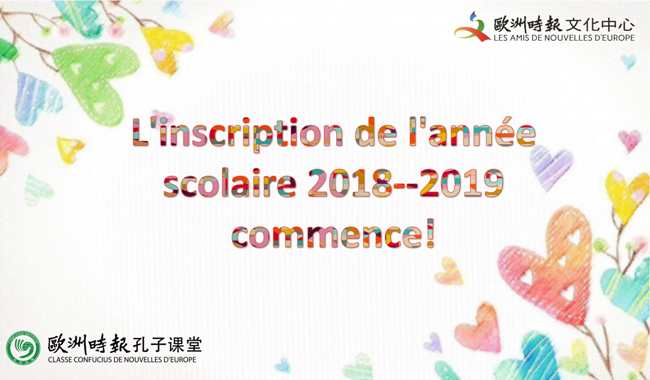 歐洲時報文化中心
LES AMIS DE NOUVELLES D'EUROPE
L'inscription de l'année
scolaire 2018--2019
commence!
歐洲時報孔子课堂
CLASSE CONFUCIUS DE NOUVELLES D'EUROPE